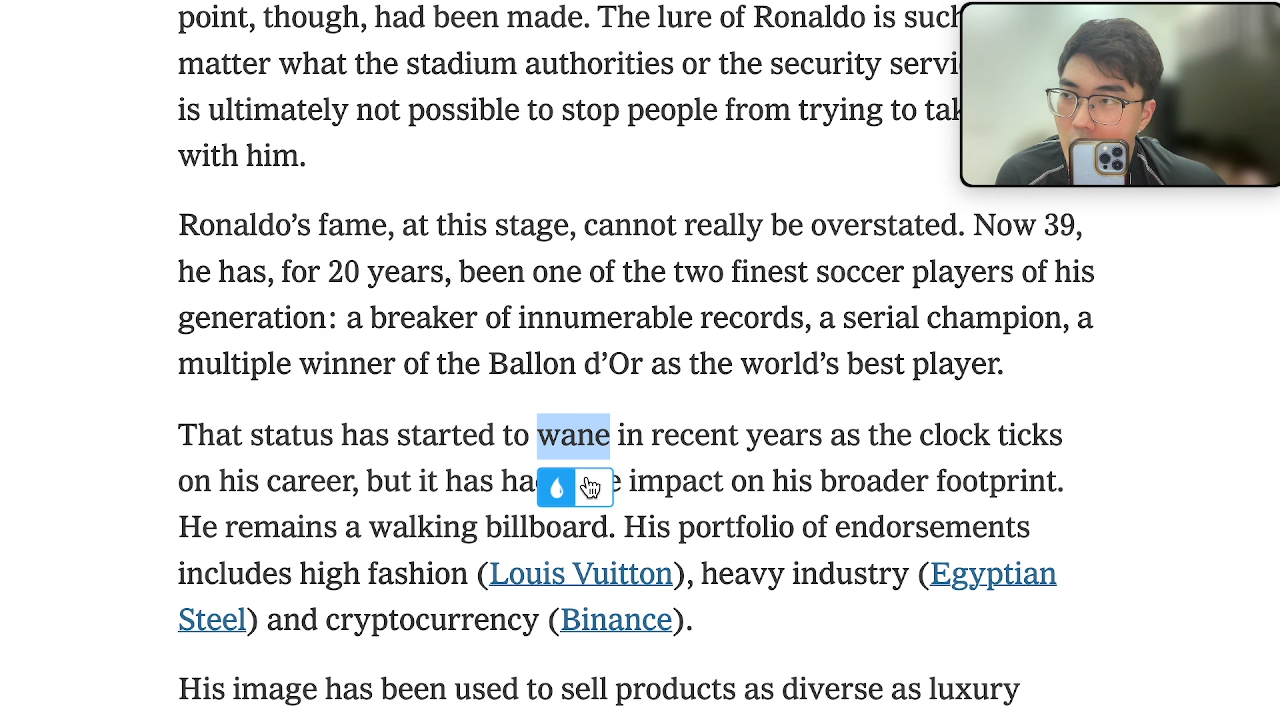 point, though, had been made. The lure of Ronaldo is such
matter what the stadium authorities or the security
is ultimately not possible to stop people from trying to
with him.
Ronaldo’s fame, at this stage, cannot really be overstated. Now 39,
he has, for 20 years, been one of the two finest soccer players of his
generation: a breaker of innumerable records, a serial champion, a
multiple winner of the Ballon d’Or as the world’s best player.
That status has started to wane in recent years as the clock ticks
on his career, but it has impact on his broader footprint.
He remains a walking billboard. His portfolio of endorsements
includes high fashion (Louis Vuitton), heavy industry (Egyptian
Steel) and cryptocurrency (Binance).
His image has been used to sell products as diverse as luxury